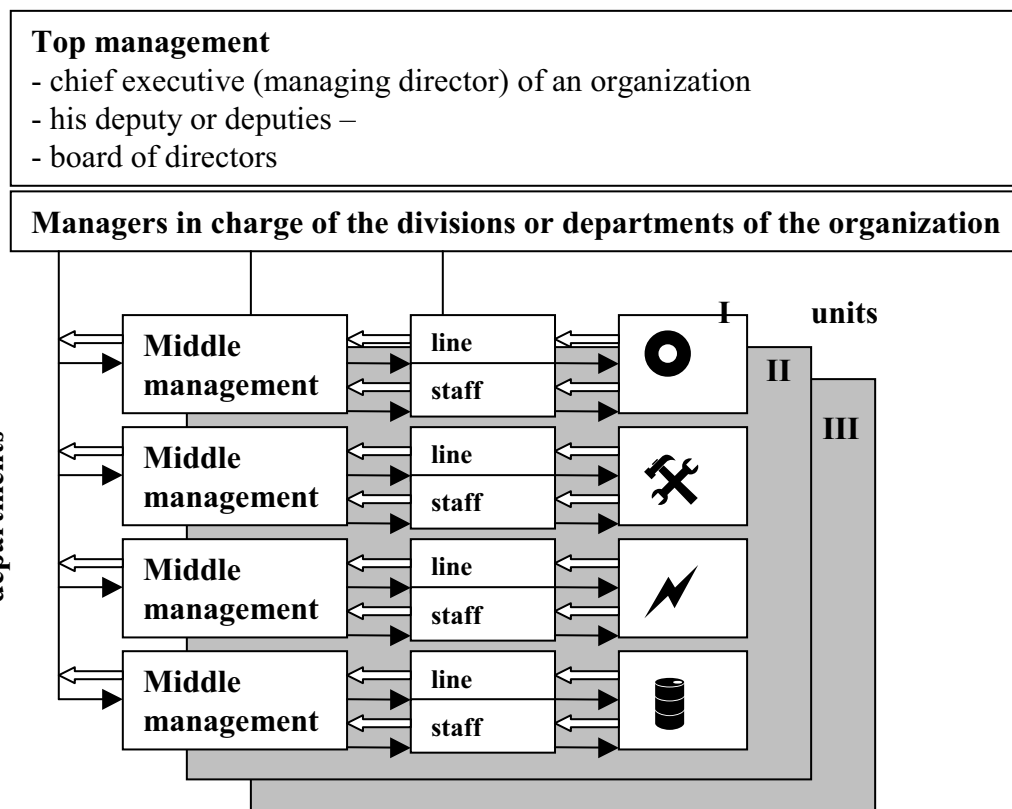 Top management
- chief executive (managing director) of an organization
- his deputy or deputies –
- board of directors
Managers in charge of the divisions or departments of the organization
I units
II
III
departments
Middle
management
line
staff
Middle
management
line
staff
Middle
management
line
staff
Middle
management
line
staff